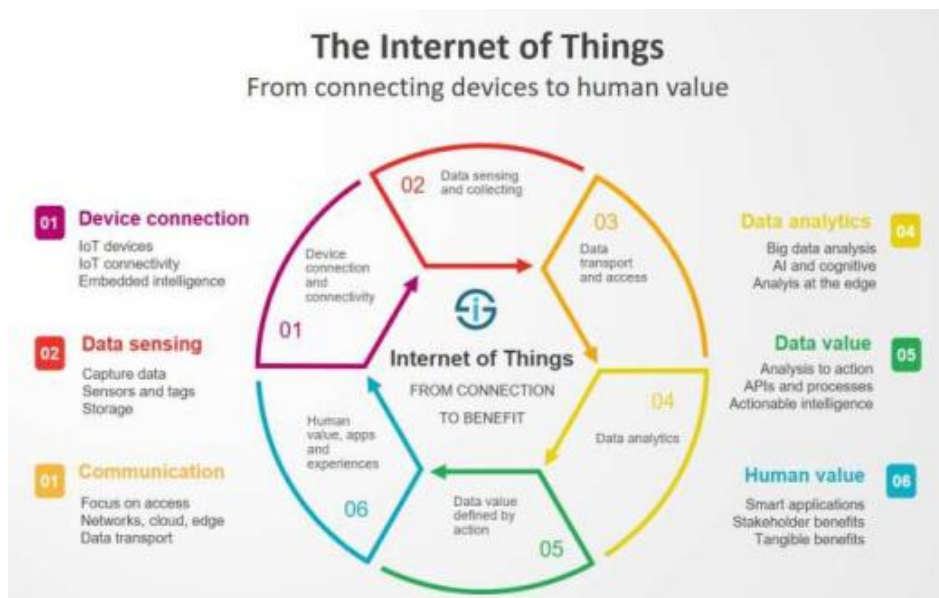 The Internet of Things
From connecting devices to human value
01 Device connection
IoT devices
IoT connectivity
Embedded intelligence
02 Data sensing
Capture data
Sensors and tags
Storage
01 Communication
Focus on access
Networks, cloud, edge
Data transport
02 Data sensing
and collecting
03
Data
transport
and access
Device
connection
and
connectivity
01
Internet of Things
FROM CONNECTION
TO BENEFIT
04
Data analytics
Human
value, apps
and
experiences
06
Data value
defined by
action
05
Data analytics 04
Big data analysis
AI and cognitive
Analyis at the edge
Data value 05
Analysis to action
APIs and processes
Actionable intelligence
Human value 06
Smart applications
Stakeholder benefits
Tangible benefits